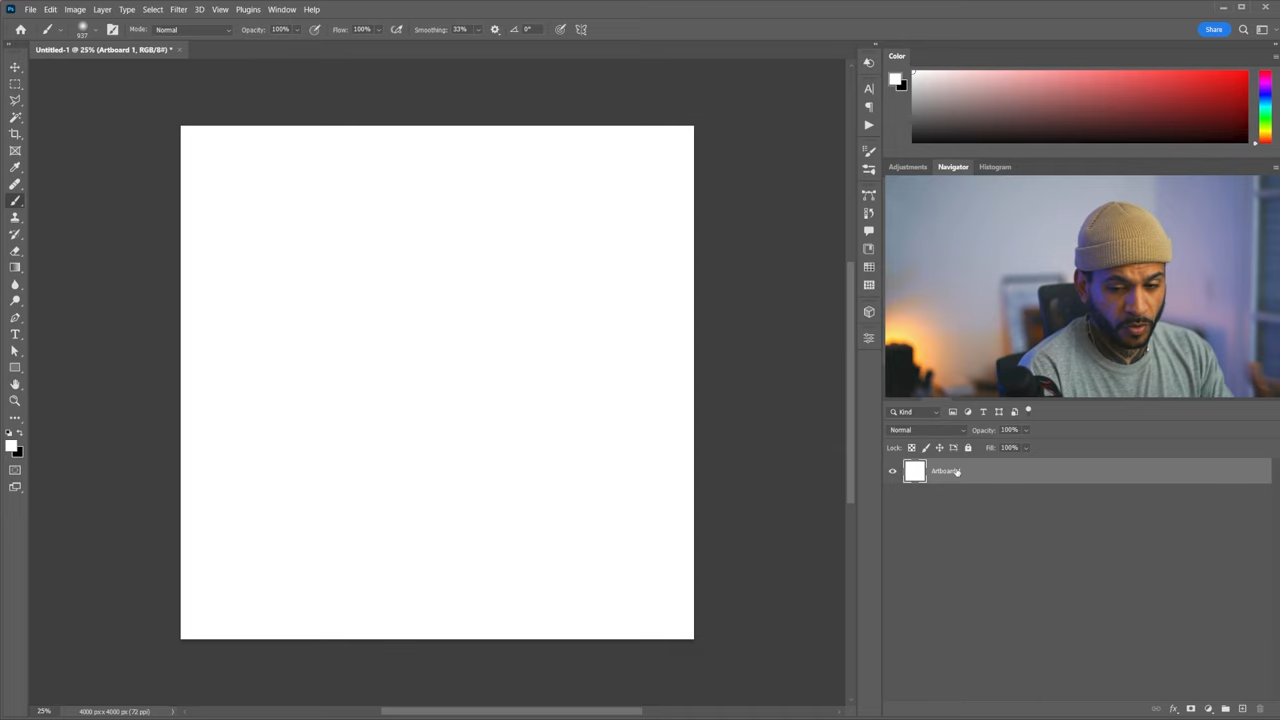 File Edit Image Layer Type Select Filter 3D View Plugins Window Help
937 Mode: Normal Opacity: 100% Flow: 100% Smoothing: 33% 0° Share
Untitled-1 @ 25% (Artboard 1, RGB/8#) *
Color
Adjustments Navigator Histogram
Kind
Normal Opacity: 100%
Lock: Fill: 100%
25% 4000 px x 4000 px (72 ppi)